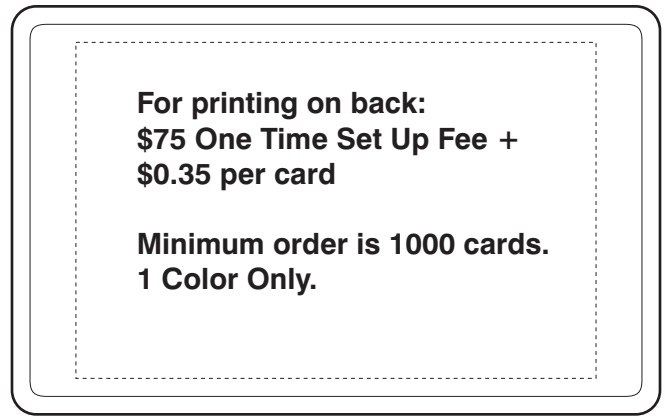 For printing on back:
$75 One Time Set Up Fee +
$0.35 per card
Minimum order is 1000 cards.
1 Color Only.